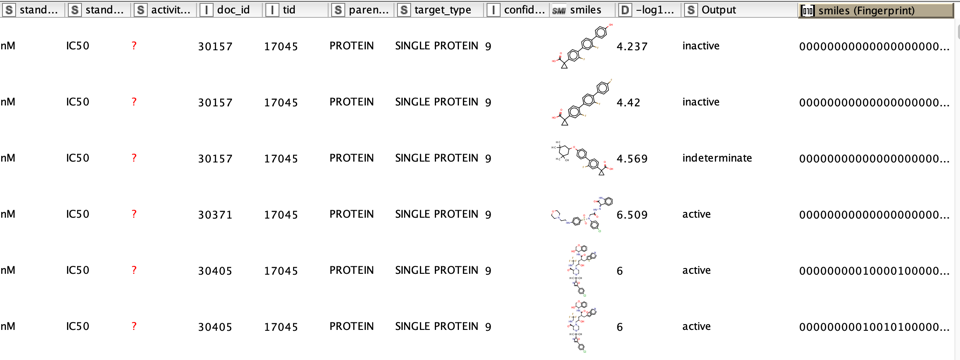 S stand... S stand... S activit... I doc_id I tid S paren... S target_type I confid... SMI smiles D -log1... S Output 010 smiles (Fingerprint)
nM IC50 ? 30157 17045 PROTEIN SINGLE PROTEIN 9 4.237 inactive 00000000000000000000...
nM IC50 ? 30157 17045 PROTEIN SINGLE PROTEIN 9 4.42 inactive 00000000000000000000...
nM IC50 ? 30157 17045 PROTEIN SINGLE PROTEIN 9 4.569 indeterminate 00000000000000000000...
nM IC50 ? 30371 17045 PROTEIN SINGLE PROTEIN 9 6.509 active 00000000000000000000...
nM IC50 ? 30405 17045 PROTEIN SINGLE PROTEIN 9 6 active 00000000010000100000...
nM IC50 ? 30405 17045 PROTEIN SINGLE PROTEIN 9 6 active 00000000010010100000...